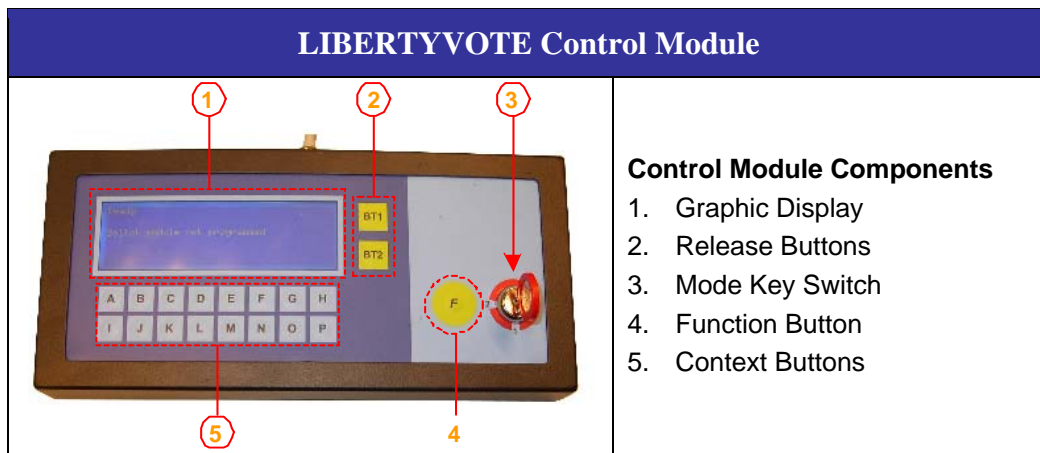 LIBERTYVOTE Control Module
1 2 3
BT1
BT2
A B C D E F G H
I J K L M N O P
F
5 4
Control Module Components
1. Graphic Display
2. Release Buttons
3. Mode Key Switch
4. Function Button
5. Context Buttons